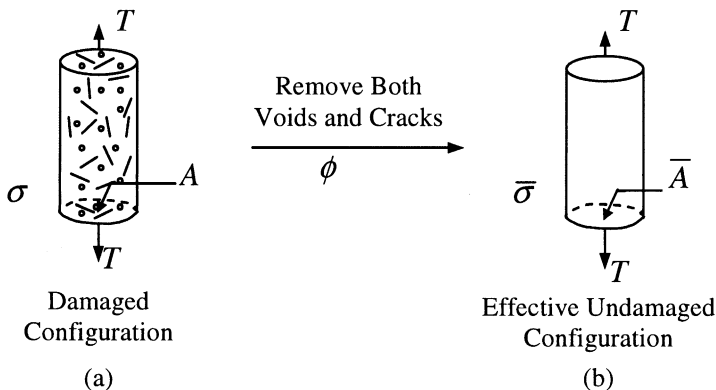 T
T
Remove Both
Voids and Cracks
ϕ
σ
A
σ̅
A̅
T
T
Damaged
Configuration
Effective Undamaged
Configuration
(a)
(b)